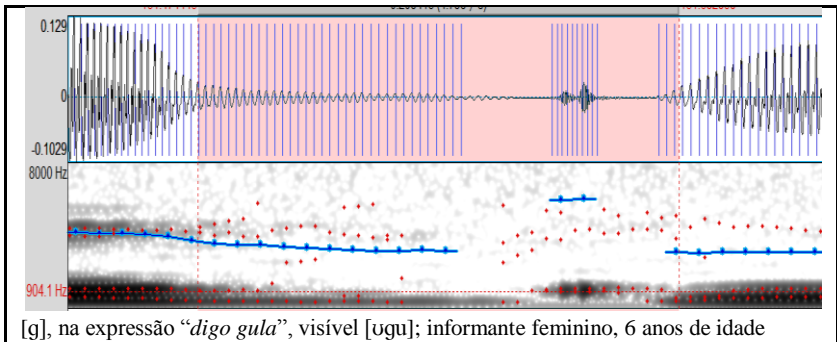 0.129
0
-0.1029
8000 Hz
904.1 Hz
[ɡ], na expressão “digo gula”, visível [ʊɡu]; informante feminino, 6 anos de idade